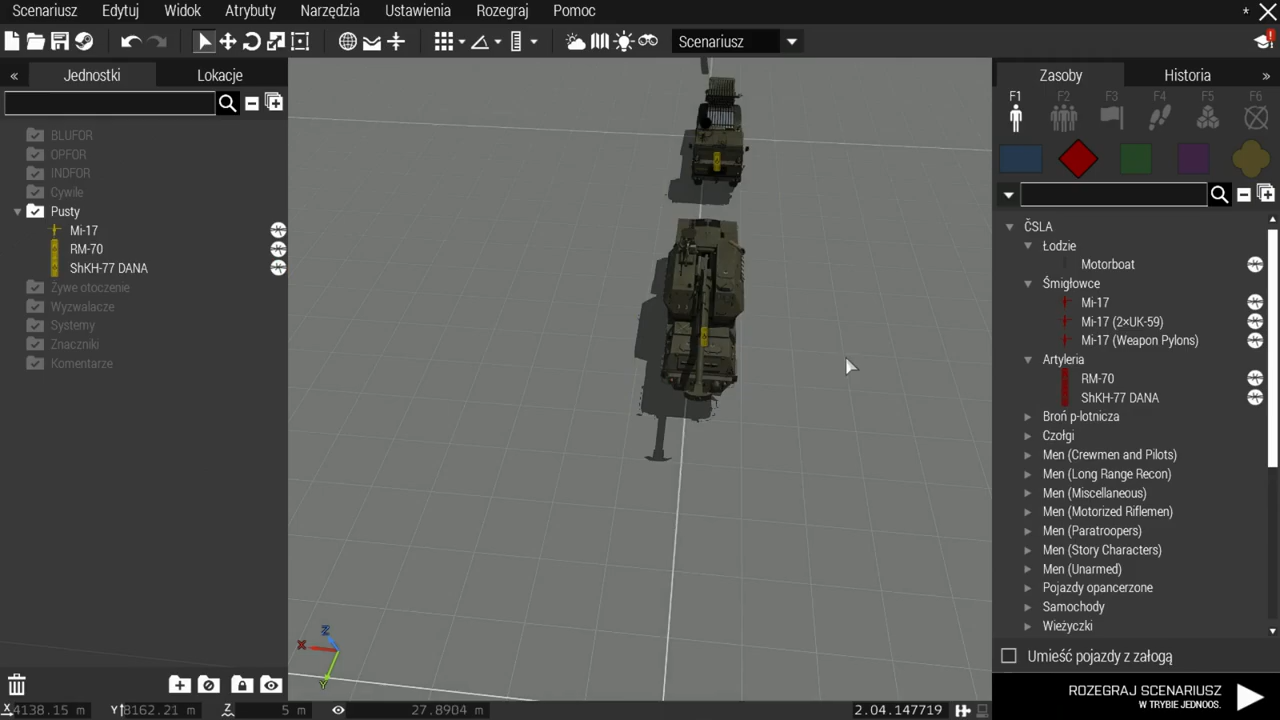 Scenariusz Edytuj Widok Atrybuty Narzędzia Ustawienia Rozegraj Pomoc *
Scenariusz
Jednostki Lokacje
BLUFOR
OPFOR
INDFOR
Cywile
Pusty
Mi-17
RM-70
ShKH-77 DANA
Żywe otoczenie
Wyzwalacze
Systemy
Znaczniki
Komentarze
Zasoby Historia
F1 F2 F3 F4 F5 F6
ČSLA
Łodzie
Motorboat
Śmigłowce
Mi-17
Mi-17 (2×UK-59)
Mi-17 (Weapon Pylons)
Artyleria
RM-70
ShKH-77 DANA
Broń p-lotnicza
Czołgi
Men (Crewmen and Pilots)
Men (Long Range Recon)
Men (Miscellaneous)
Men (Motorized Riflemen)
Men (Paratroopers)
Men (Story Characters)
Men (Unarmed)
Pojazdy opancerzone
Samochody
Wieżyczki
Umieść pojazdy z załogą
ROZEGRAJ SCENARIUSZ
W TRYBIE JEDNOOS.
X Y Z
X 4138.15 m Y 8162.21 m Z 5 m 27.8904 m 2.04.147719